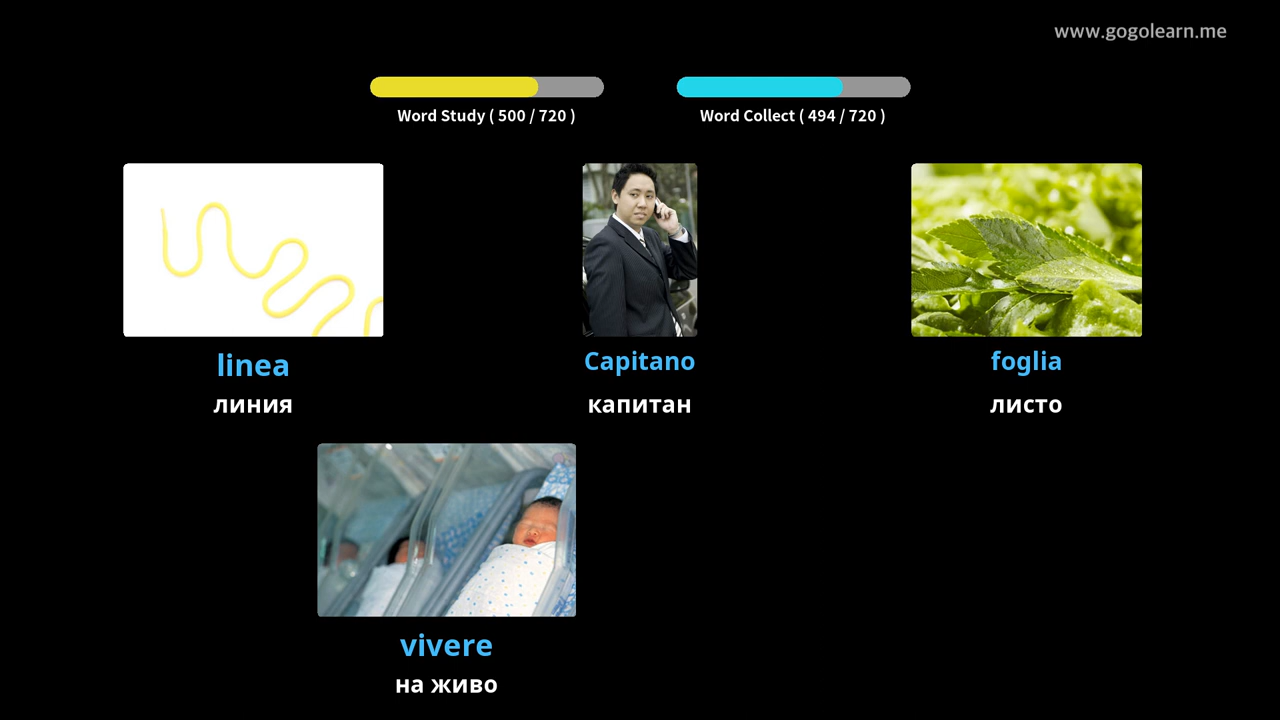 www.gogolearn.me
Word Study ( 500 / 720 )
Word Collect ( 494 / 720 )
linea
Capitano
foglia
линия
капитан
листо
vivere
на живо